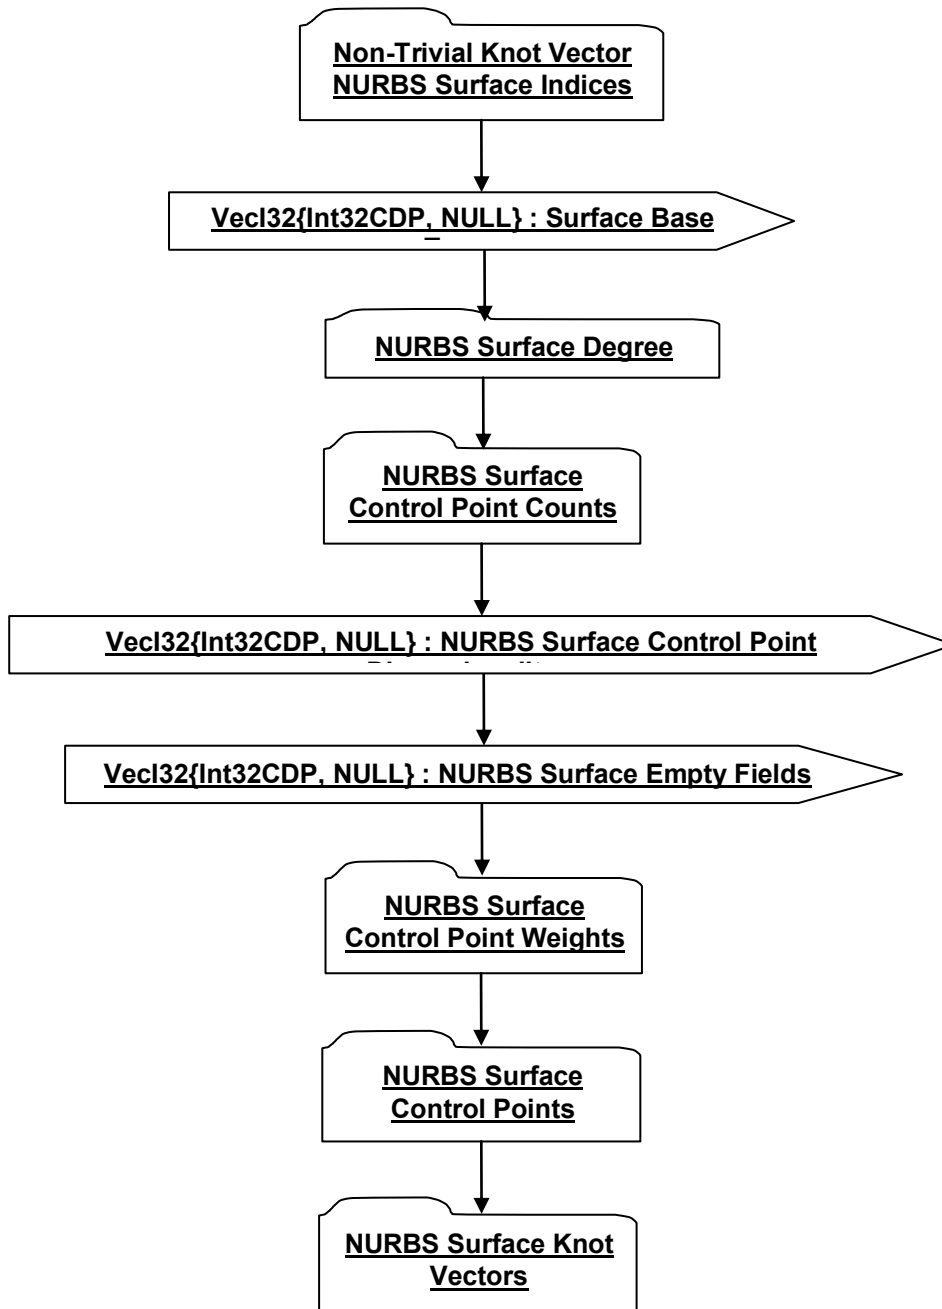 Non-Trivial Knot Vector
NURBS Surface Indices
VecI32{Int32CDP, NULL} : Surface Base
NURBS Surface Degree
NURBS Surface
Control Point Counts
VecI32{Int32CDP, NULL} : NURBS Surface Control Point
VecI32{Int32CDP, NULL} : NURBS Surface Empty Fields
NURBS Surface
Control Point Weights
NURBS Surface
Control Points
NURBS Surface Knot
Vectors